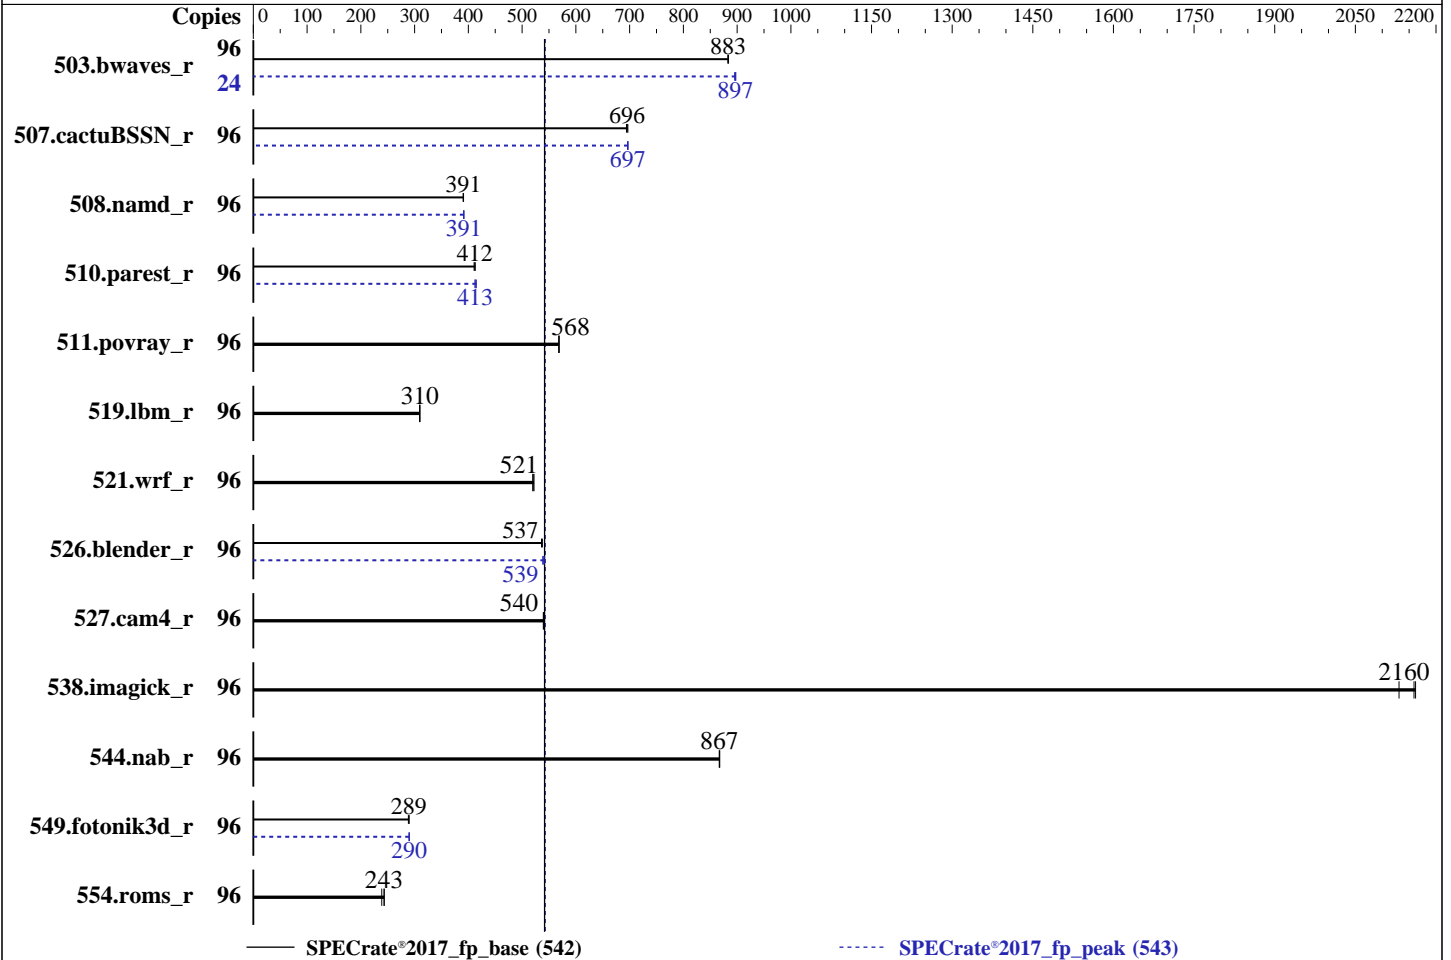 Copies 0 100 200 300 400 500 600 700 800 900 1000 1150 1300 1450 1600 1750 1900 2050 2200
503.bwaves_r 96 883
24 897
507.cactuBSSN_r 96 696
697
508.namd_r 96 391
391
510.parest_r 96 412
413
511.povray_r 96 568
519.lbm_r 96 310
521.wrf_r 96 521
526.blender_r 96 537
539
527.cam4_r 96 540
538.imagick_r 96 2160
544.nab_r 96 867
549.fotonik3d_r 96 289
290
554.roms_r 96 243
SPECrate®2017_fp_base (542) SPECrate®2017_fp_peak (543)